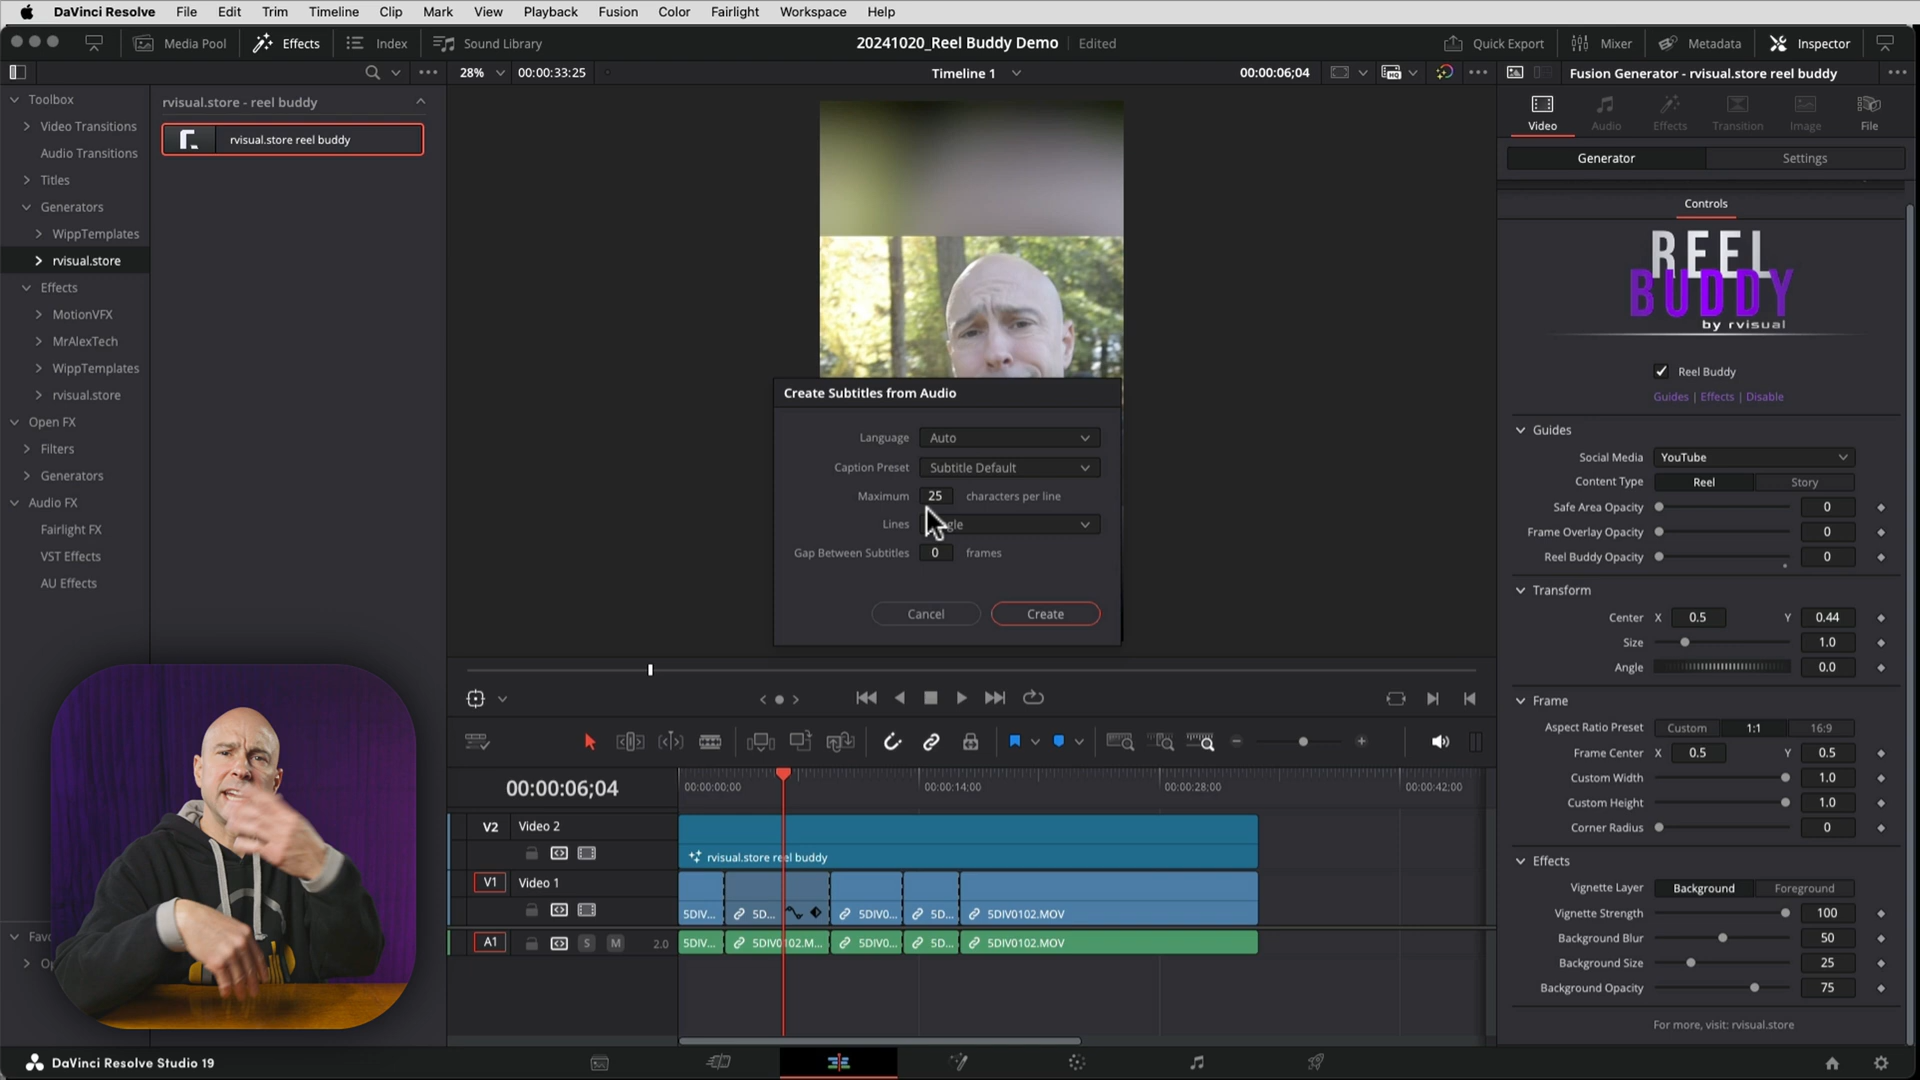 DaVinci Resolve File Edit Trim Timeline Clip Mark View Playback Fusion Color Fairlight Workspace Help
Media Pool Effects Index Sound Library 20241020_Reel Buddy Demo Edited Quick Export Mixer Metadata Inspector
28% 00:00:33:25 Timeline 1 00:00:06;04 Fusion Generator - rvisual.store reel buddy
Toolbox
Video Transitions
Audio Transitions
Titles
Generators
WippTemplates
rvisual.store
Effects
MotionVFX
MrAlexTech
WippTemplates
rvisual.store
Open FX
Filters
Generators
Audio FX
Fairlight FX
VST Effects
AU Effects
rvisual.store - reel buddy
rvisual.store reel buddy
Create Subtitles from Audio
Language Auto
Caption Preset Subtitle Default
Maximum 25 characters per line
Lines
Gap Between Subtitles 0 frames
Cancel Create
Video Audio Effects Transition Image File
Generator Settings
Controls
REEL
BUDDY
by rvisual
Reel Buddy
Guides | Effects | Disable
Guides
Social Media YouTube
Content Type Reel Story
Safe Area Opacity 0
Frame Overlay Opacity 0
Reel Buddy Opacity 0
Transform
Center X 0.5 Y 0.44
Size 1.0
Angle 0.0
Frame
Aspect Ratio Preset Custom 1:1 16:9
Frame Center X 0.5 Y 0.5
Custom Width 1.0
Custom Height 1.0
Corner Radius 0
Effects
Vignette Layer Background Foreground
Vignette Strength 100
Background Blur 50
Background Size 25
Background Opacity 75
For more, visit: rvisual.store
00:00:06;04 00:00:00;00 00:00:14;00 00:00:28;00 00:00:42;00
V2 Video 2
rvisual.store reel buddy
V1 Video 1
5DIV... 5D... 5DIV0... 5D... 5DIV0102.MOV
A1 S M 2.0 5DIV... 5DIV0102.M... 5DIV0... 5D... 5DIV0102.MOV
DaVinci Resolve Studio 19